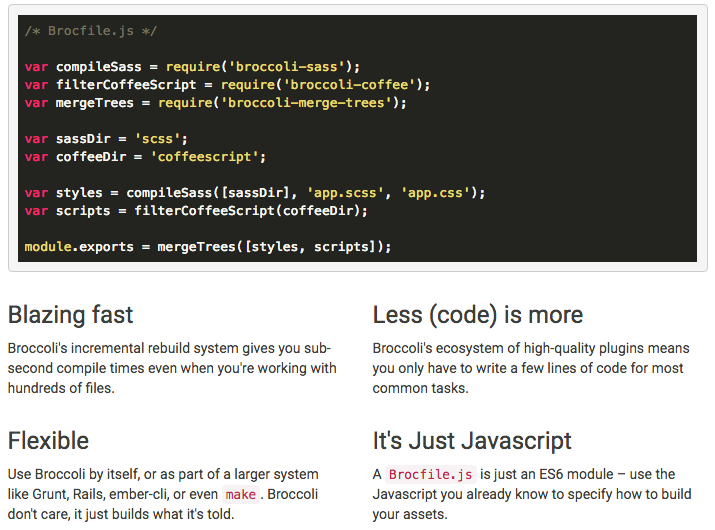 /* Brocfile.js */
var compileSass = require('broccoli-sass');
var filterCoffeeScript = require('broccoli-coffee');
var mergeTrees = require('broccoli-merge-trees');
var sassDir = 'scss';
var coffeeDir = 'coffeescript';
var styles = compileSass([sassDir], 'app.scss', 'app.css');
var scripts = filterCoffeeScript(coffeeDir);
module.exports = mergeTrees([styles, scripts]);
Blazing fast
Broccoli's incremental rebuild system gives you sub-
second compile times even when you're working with
hundreds of files.
Less (code) is more
Broccoli's ecosystem of high-quality plugins means
you only have to write a few lines of code for most
common tasks.
Flexible
Use Broccoli by itself, or as part of a larger system
like Grunt, Rails, ember-cli, or even make. Broccoli
don't care, it just builds what it's told.
It's Just Javascript
A Brocfile.js is just an ES6 module – use the
Javascript you already know to specify how to build
your assets.